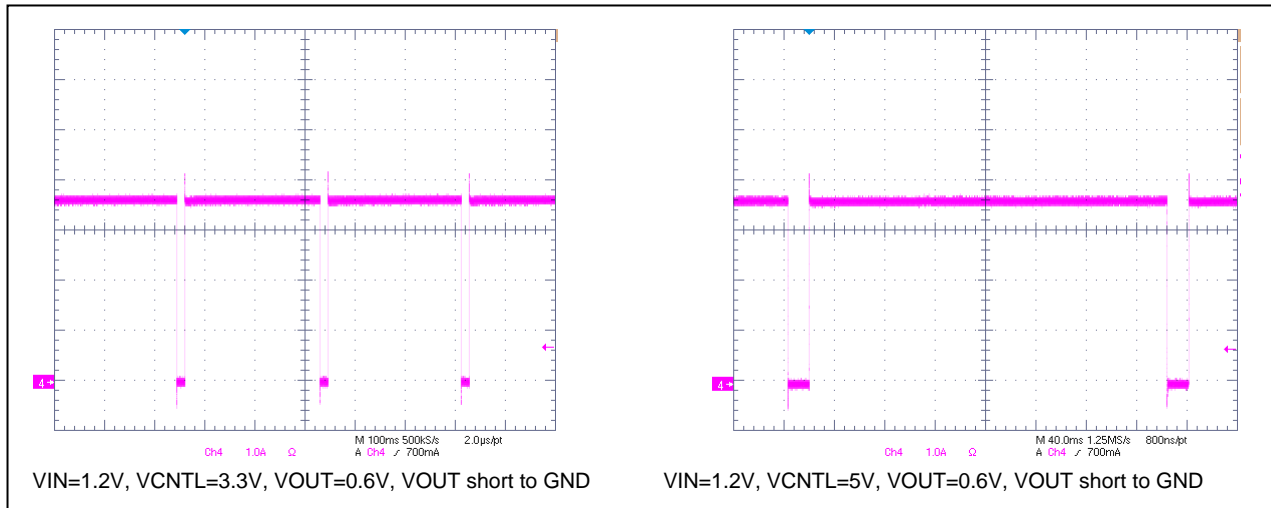 4
M 100ms 500kS/s 2.0µs/pt
Ch4 1.0A Ω A Ch4 700mA
VIN=1.2V, VCNTL=3.3V, VOUT=0.6V, VOUT short to GND
4
M 40.0ms 1.25MS/s 800ns/pt
Ch4 1.0A Ω A Ch4 700mA
VIN=1.2V, VCNTL=5V, VOUT=0.6V, VOUT short to GND